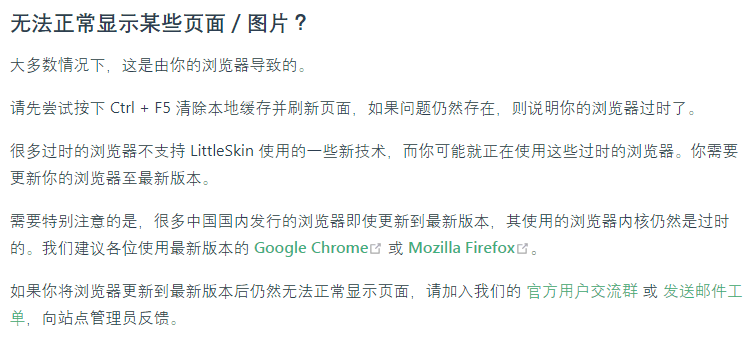 无法正常显示某些页面 / 图片？
大多数情况下，这是由你的浏览器导致的。
请先尝试按下 Ctrl + F5 清除本地缓存并刷新页面，如果问题仍然存在，则说明你的浏览器过时了。
很多过时的浏览器不支持 LittleSkin 使用的一些新技术，而你可能就正在使用这些过时的浏览器。你需要
更新你的浏览器至最新版本。
需要特别注意的是，很多中国国内发行的浏览器即使更新到最新版本，其使用的浏览器内核仍然是过时
的。我们建议各位使用最新版本的 Google Chrome 或 Mozilla Firefox。
如果你将浏览器更新到最新版本后仍然无法正常显示页面，请加入我们的 官方用户交流群 或 发送邮件工
单，向站点管理员反馈。